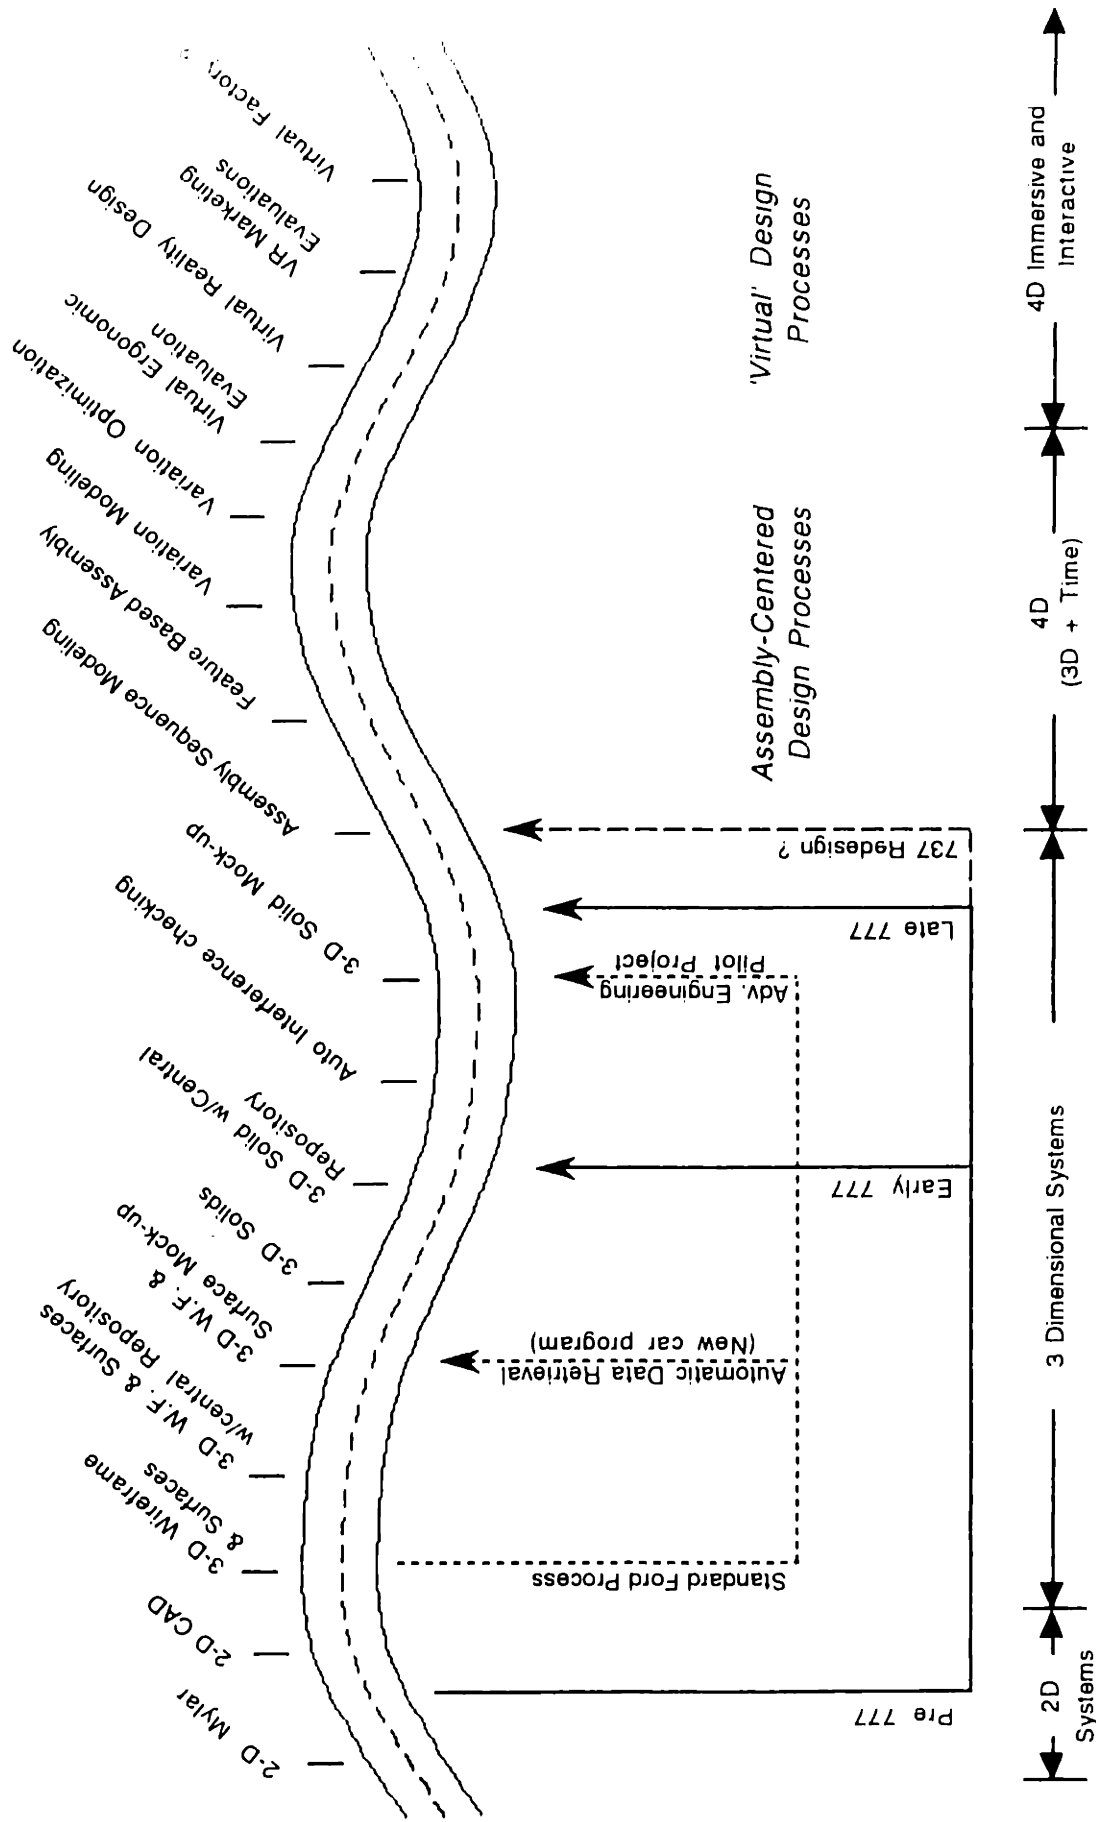 2-D Mylar
2-D CAD
3-D Wireframe
& Surfaces
3-D W.F. & Surfaces
w/central Repository
3-D W.F. &
Surface Mock-up
3-D Solids
3-D Solid w/Central
Repository
Auto Interference checking
3-D Solid Mock-up
Assembly Sequence Modeling
Feature Based Assembly
Variation Modeling
Variation Optimization
Virtual Ergonomic
Evaluation
Virtual Reality Design
VR Marketing
Evaluations
Virtual Factory ?
Pre 777
Standard Ford Process
Automatic Data Retrieval
(New car program)
Early 777
Adv. Engineering
Pilot Project
Late 777
737 Redesign ?
Assembly-Centered
Design Processes
'Virtual' Design
Processes
2D
Systems
3 Dimensional Systems
4D
(3D + Time)
4D Immersive and
Interactive